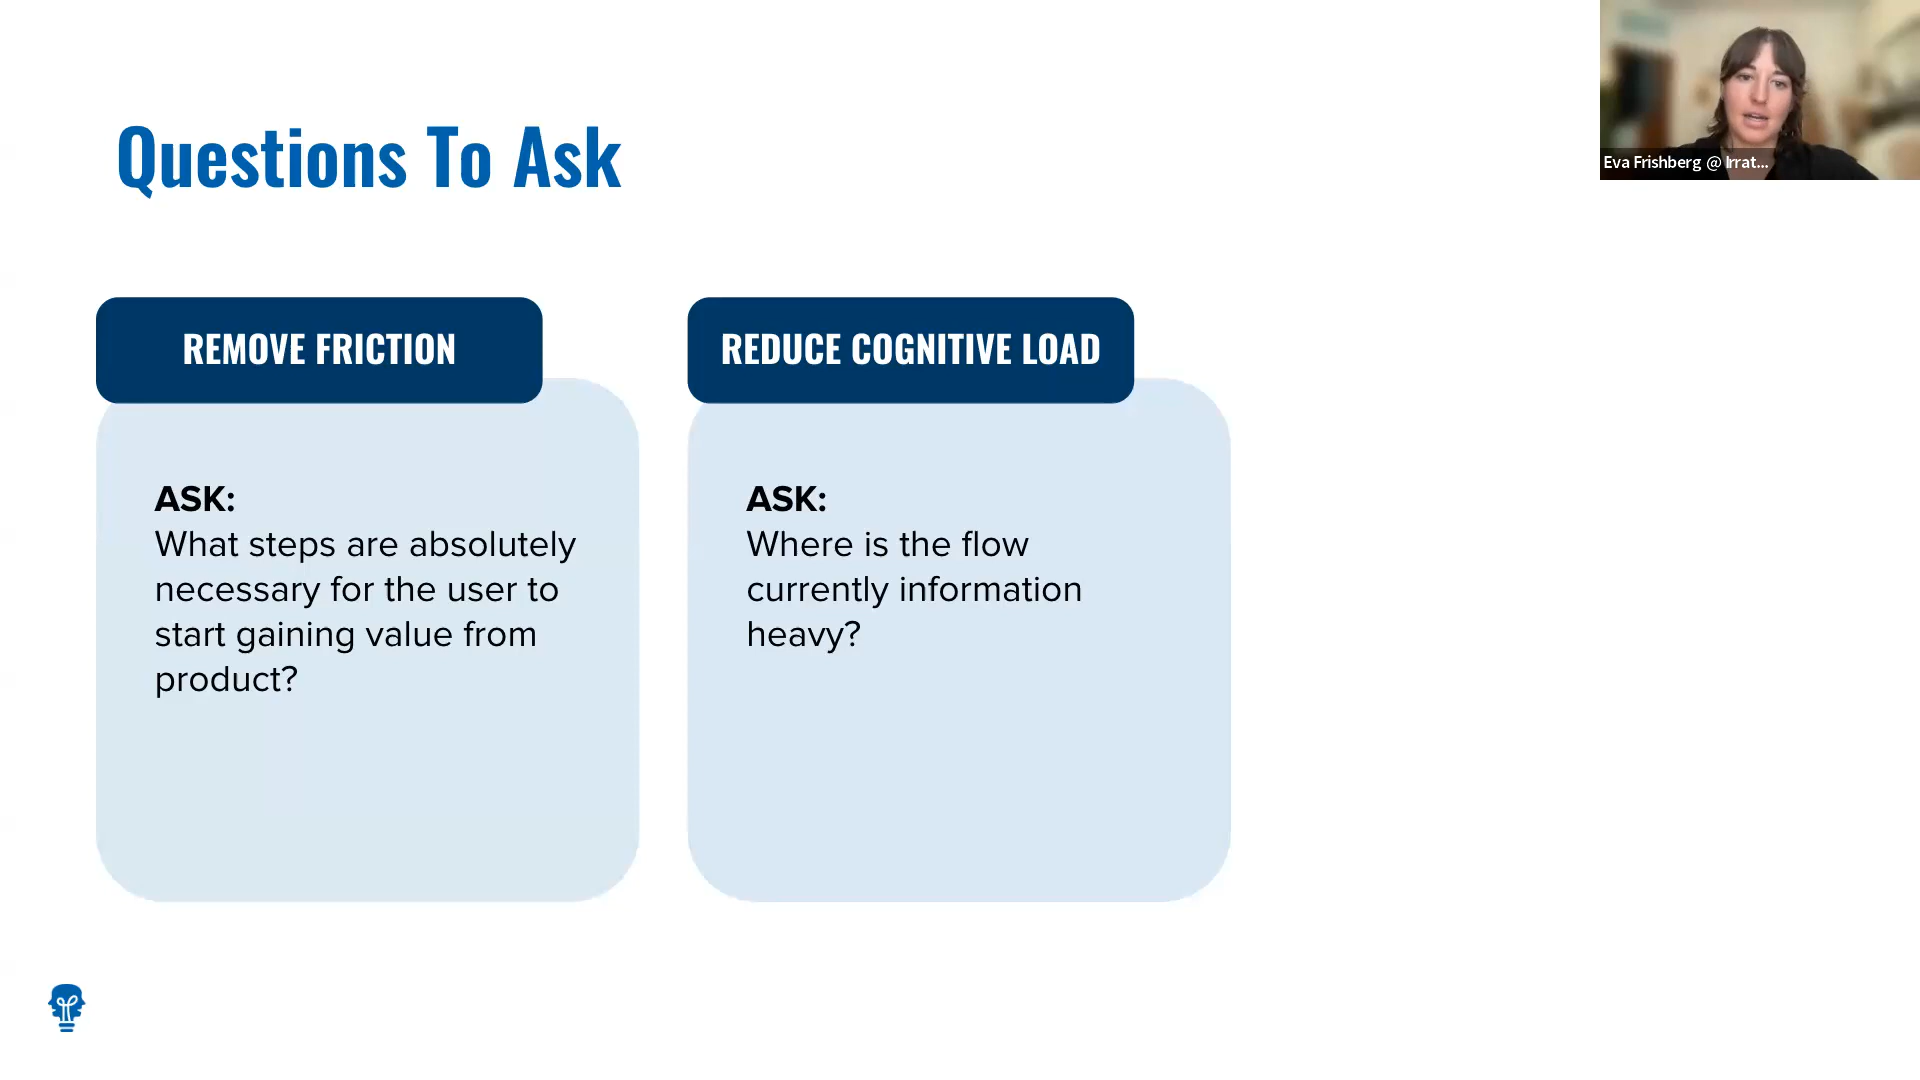 Questions To Ask
Eva Frishberg @ Irrat...
REMOVE FRICTION
ASK:
What steps are absolutely
necessary for the user to
start gaining value from
product?
REDUCE COGNITIVE LOAD
ASK:
Where is the flow
currently information
heavy?